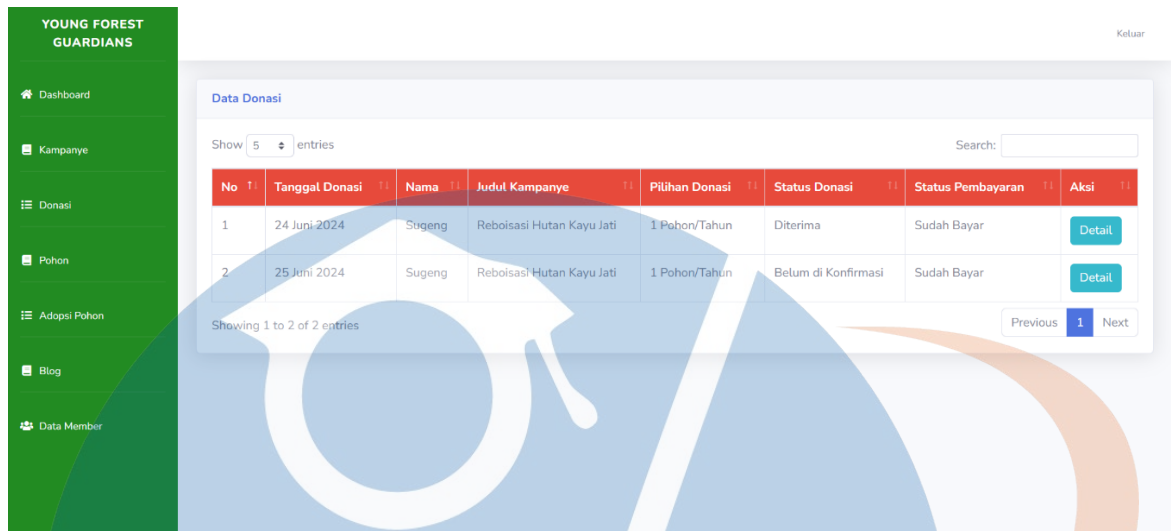 YOUNG FOREST
GUARDIANS
Keluar
Dashboard
Kampanye
Donasi
Pohon
Adopsi Pohon
Blog
Data Member
Data Donasi
Show 5 entries
Search:
No Tanggal Donasi Nama Judul Kampanye Pilihan Donasi Status Donasi Status Pembayaran Aksi
1 24 Juni 2024 Sugeng Reboisasi Hutan Kayu Jati 1 Pohon/Tahun Diterima Sudah Bayar Detail
2 25 Juni 2024 Sugeng Reboisasi Hutan Kayu Jati 1 Pohon/Tahun Belum di Konfirmasi Sudah Bayar Detail
Showing 1 to 2 of 2 entries
Previous 1 Next